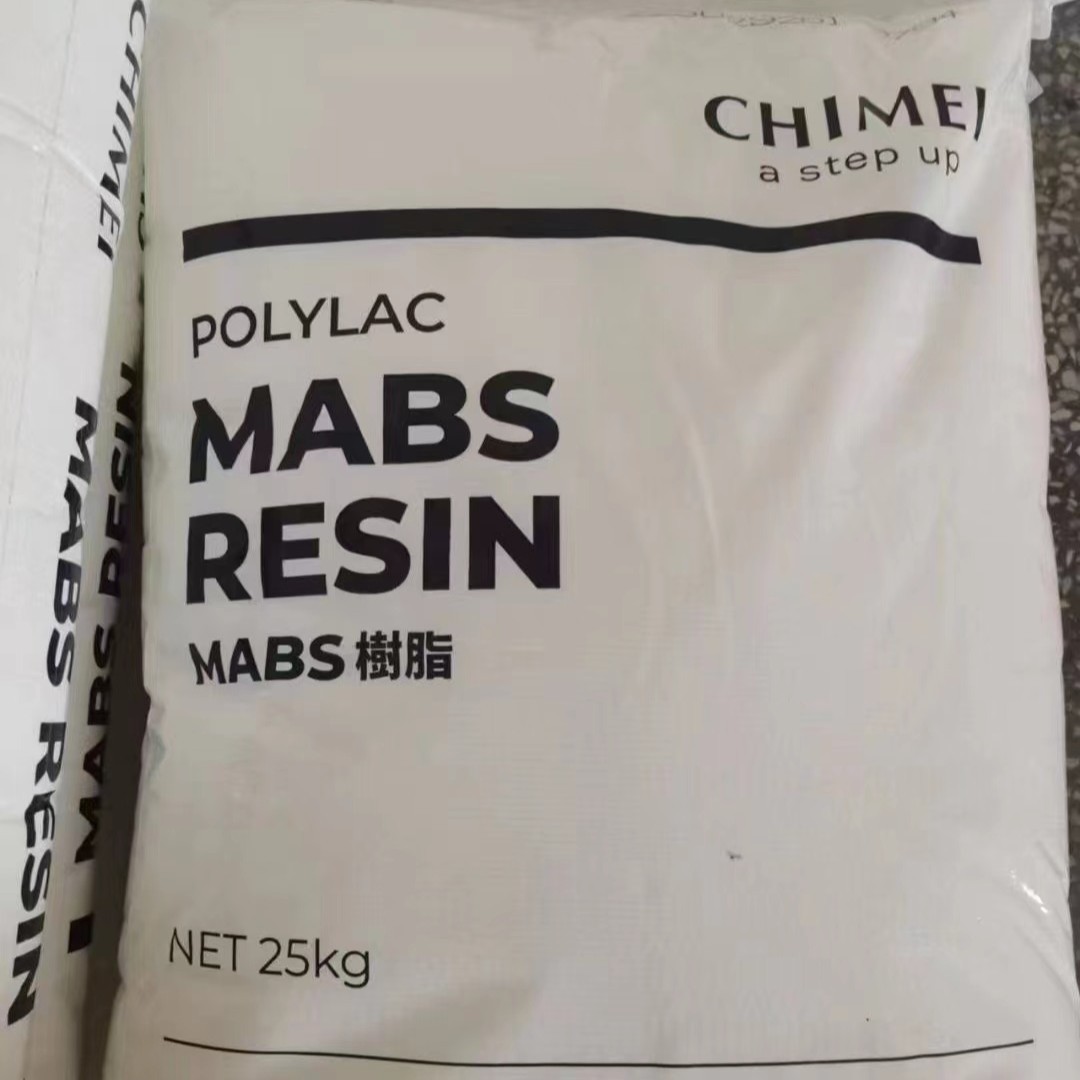 CHIMEI
a step up
POLYLAC
MABS
RESIN
MABS 樹脂
NET 25kg
CHIMEI
MABS RESIN
MABS RESIN